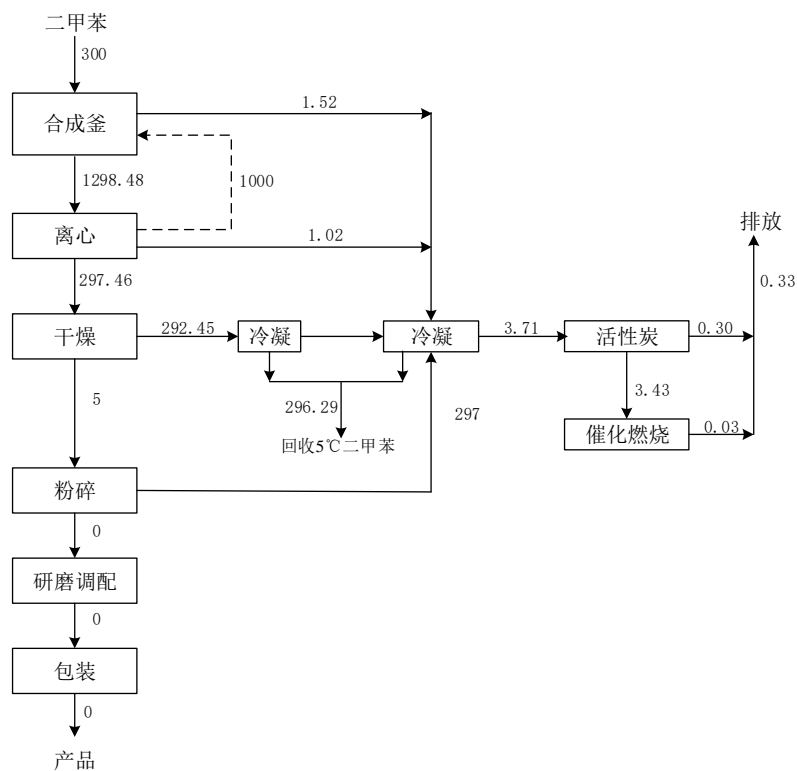 二甲苯
300
合成釜
1.52
1298.48
1000
离心
1.02
297.46
干燥
292.45
冷凝
冷凝
3.71
活性炭
0.30
排放
0.33
5
296.29
回收5℃二甲苯
297
3.43
催化燃烧
0.03
粉碎
0
研磨调配
0
包装
0
产品